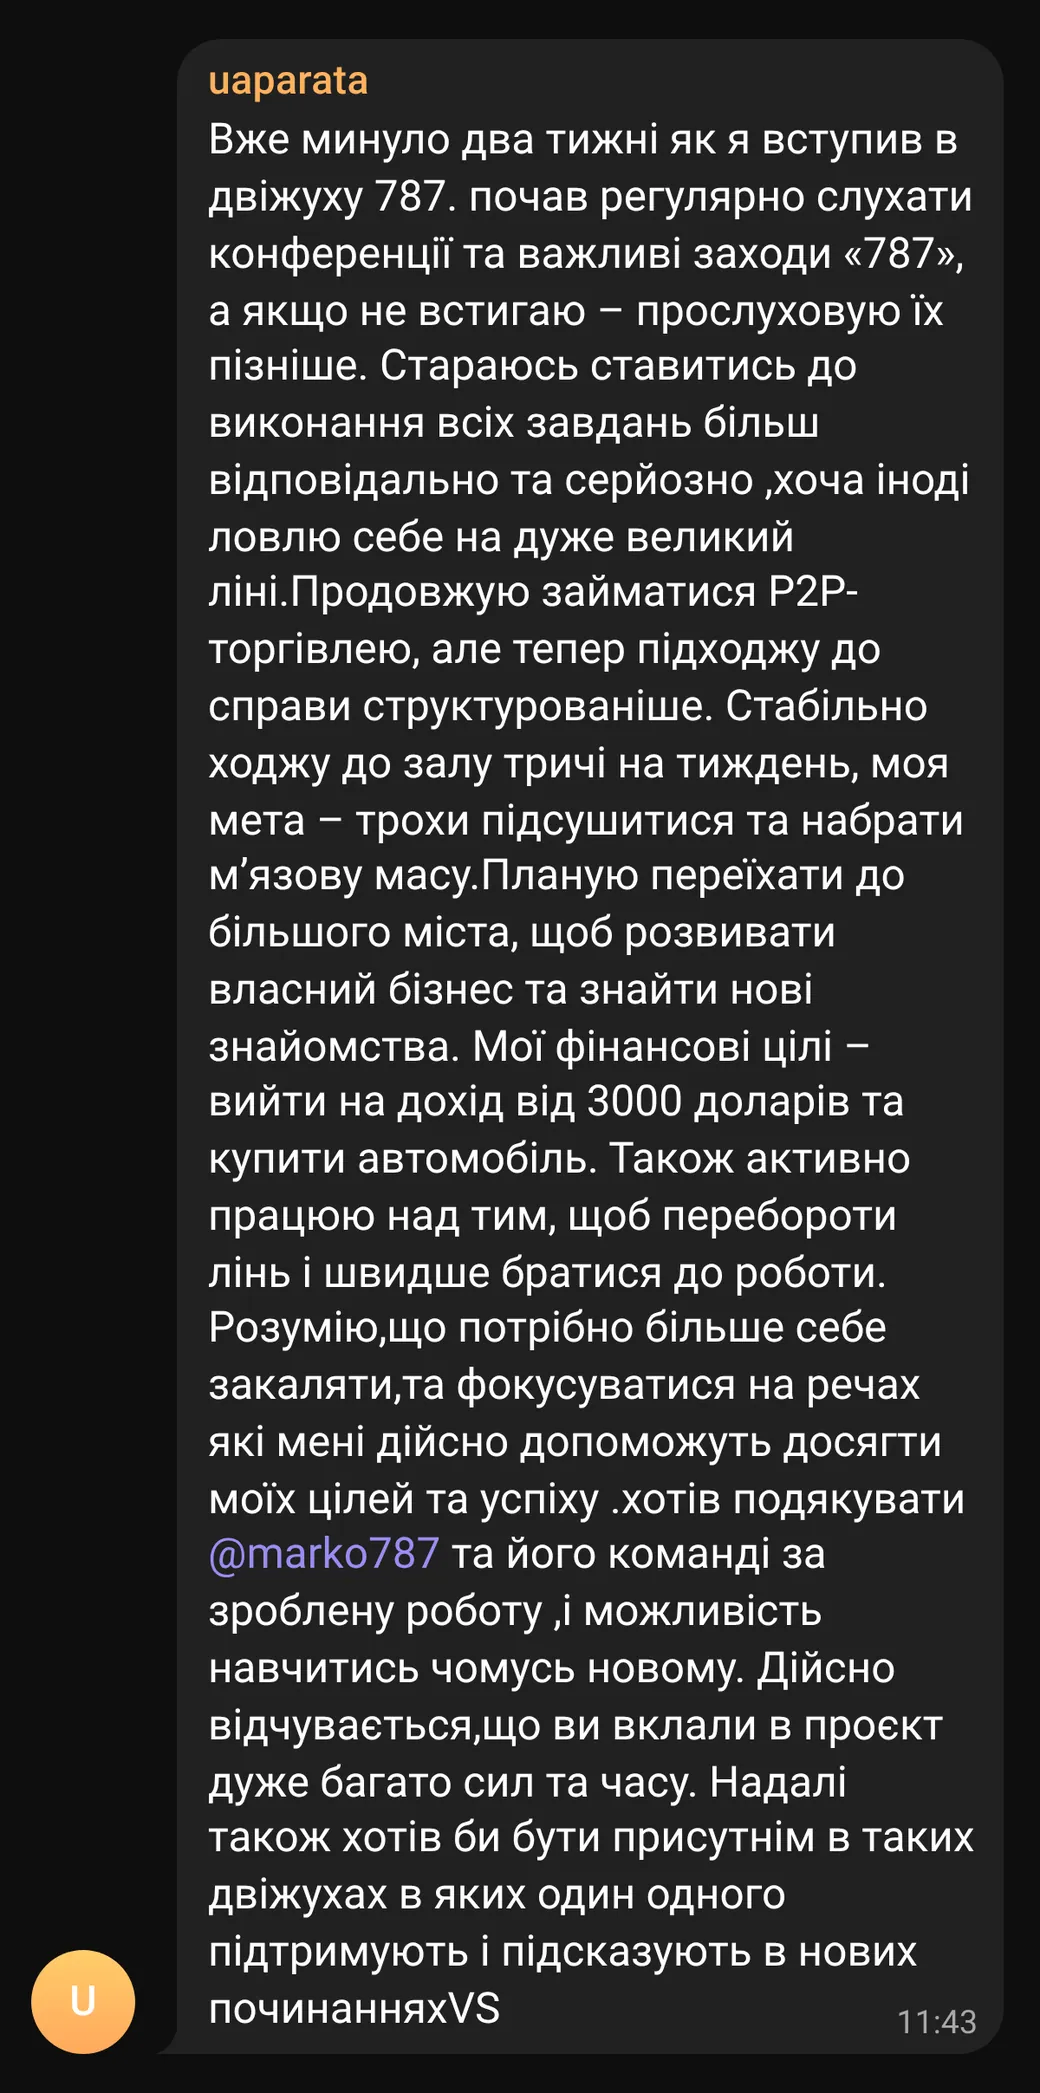 uaparata
Вже минуло два тижні як я вступив в
двіжуху 787. почав регулярно слухати
конференції та важливі заходи «787»,
а якщо не встигаю – прослуховую їх
пізніше. Стараюсь ставитись до
виконання всіх завдань більш
відповідально та серйозно ,хоча іноді
ловлю себе на дуже великий
ліні.Продовжую займатися P2P-
торгівлею, але тепер підходжу до
справи структурованіше. Стабільно
ходжу до залу тричі на тиждень, моя
мета – трохи підсушитися та набрати
м’язову масу.Планую переїхати до
більшого міста, щоб розвивати
власний бізнес та знайти нові
знайомства. Мої фінансові цілі –
вийти на дохід від 3000 доларів та
купити автомобіль. Також активно
працюю над тим, щоб перебороти
лінь і швидше братися до роботи.
Розумію,що потрібно більше себе
закаляти,та фокусуватися на речах
які мені дійсно допоможуть досягти
моїх цілей та успіху .хотів подякувати
@marko787 та його команді за
зроблену роботу ,і можливість
навчитись чомусь новому. Дійсно
відчувається,що ви вклали в проєкт
дуже багато сил та часу. Надалі
також хотів би бути присутнім в таких
двіжухах в яких один одного
підтримують і підсказують в нових
починанняхVS
11:43
U